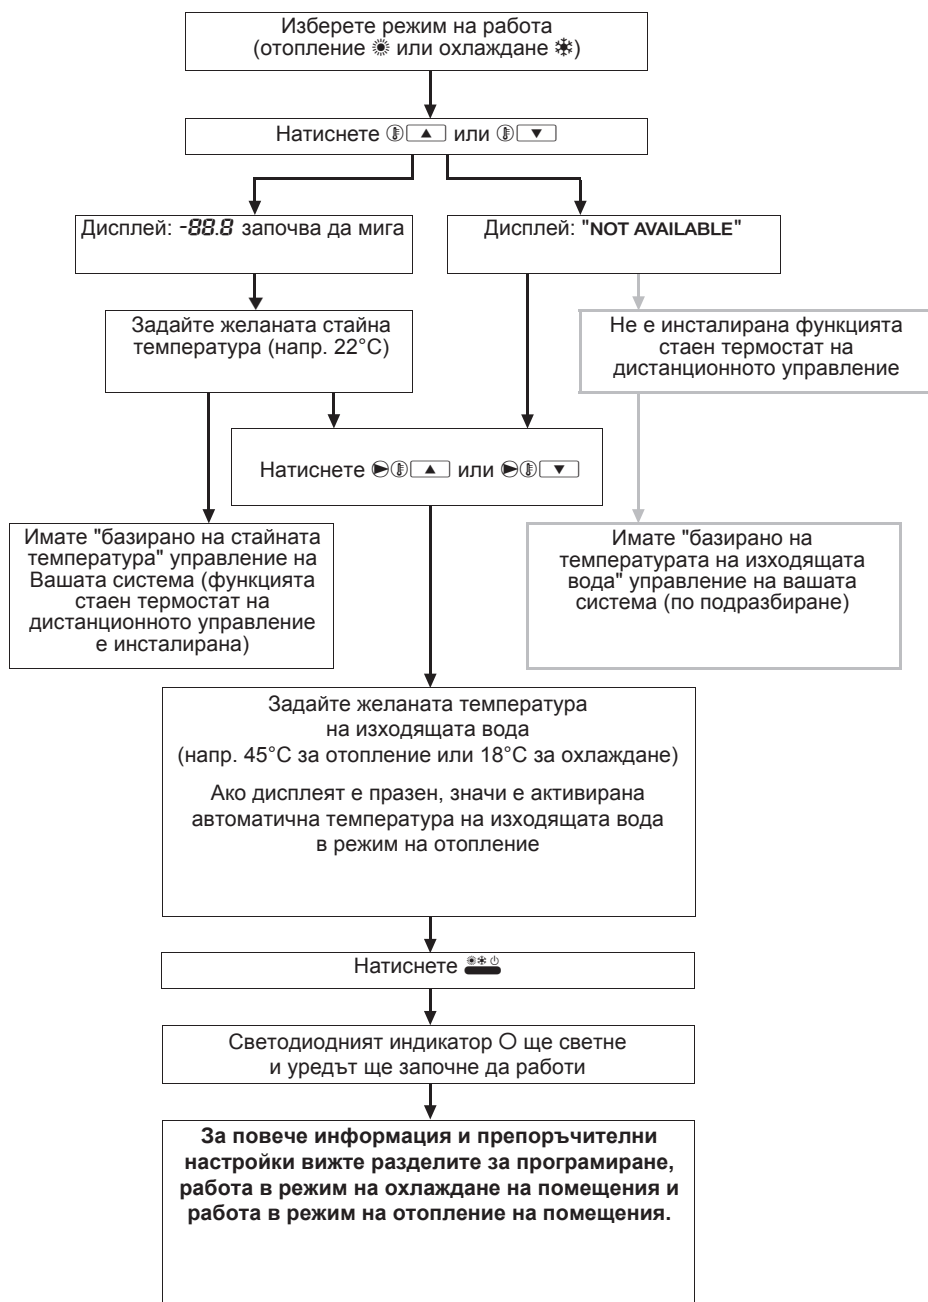 Изберете режим на работа
(отопление ☀ или охлаждане ❄)
Натиснете ▲ или ▼
Дисплей: -88.8 започва да мига
Дисплей: "NOT AVAILABLE"
Задайте желаната стайна
температура (напр. 22°C)
Не е инсталирана функцията
стаен термостат на
дистанционното управление
Натиснете ▲ или ▼
Имате "базирано на стайната
температура" управление на
Вашата система (функцията
стаен термостат на
дистанционното управление
е инсталирана)
Имате "базирано на
температурата на изходящата
вода" управление на вашата
система (по подразбиране)
Задайте желаната температура
на изходящата вода
(напр. 45°C за отопление или 18°C за охлаждане)
Ако дисплеят е празен, значи е активирана
автоматична температура на изходящата вода
в режим на отопление
Натиснете
Светодиодният индикатор O ще светне
и уредът ще започне да работи
За повече информация и препоръчителни
настройки вижте разделите за програмиране,
работа в режим на охлаждане на помещения и
работа в режим на отопление на помещения.